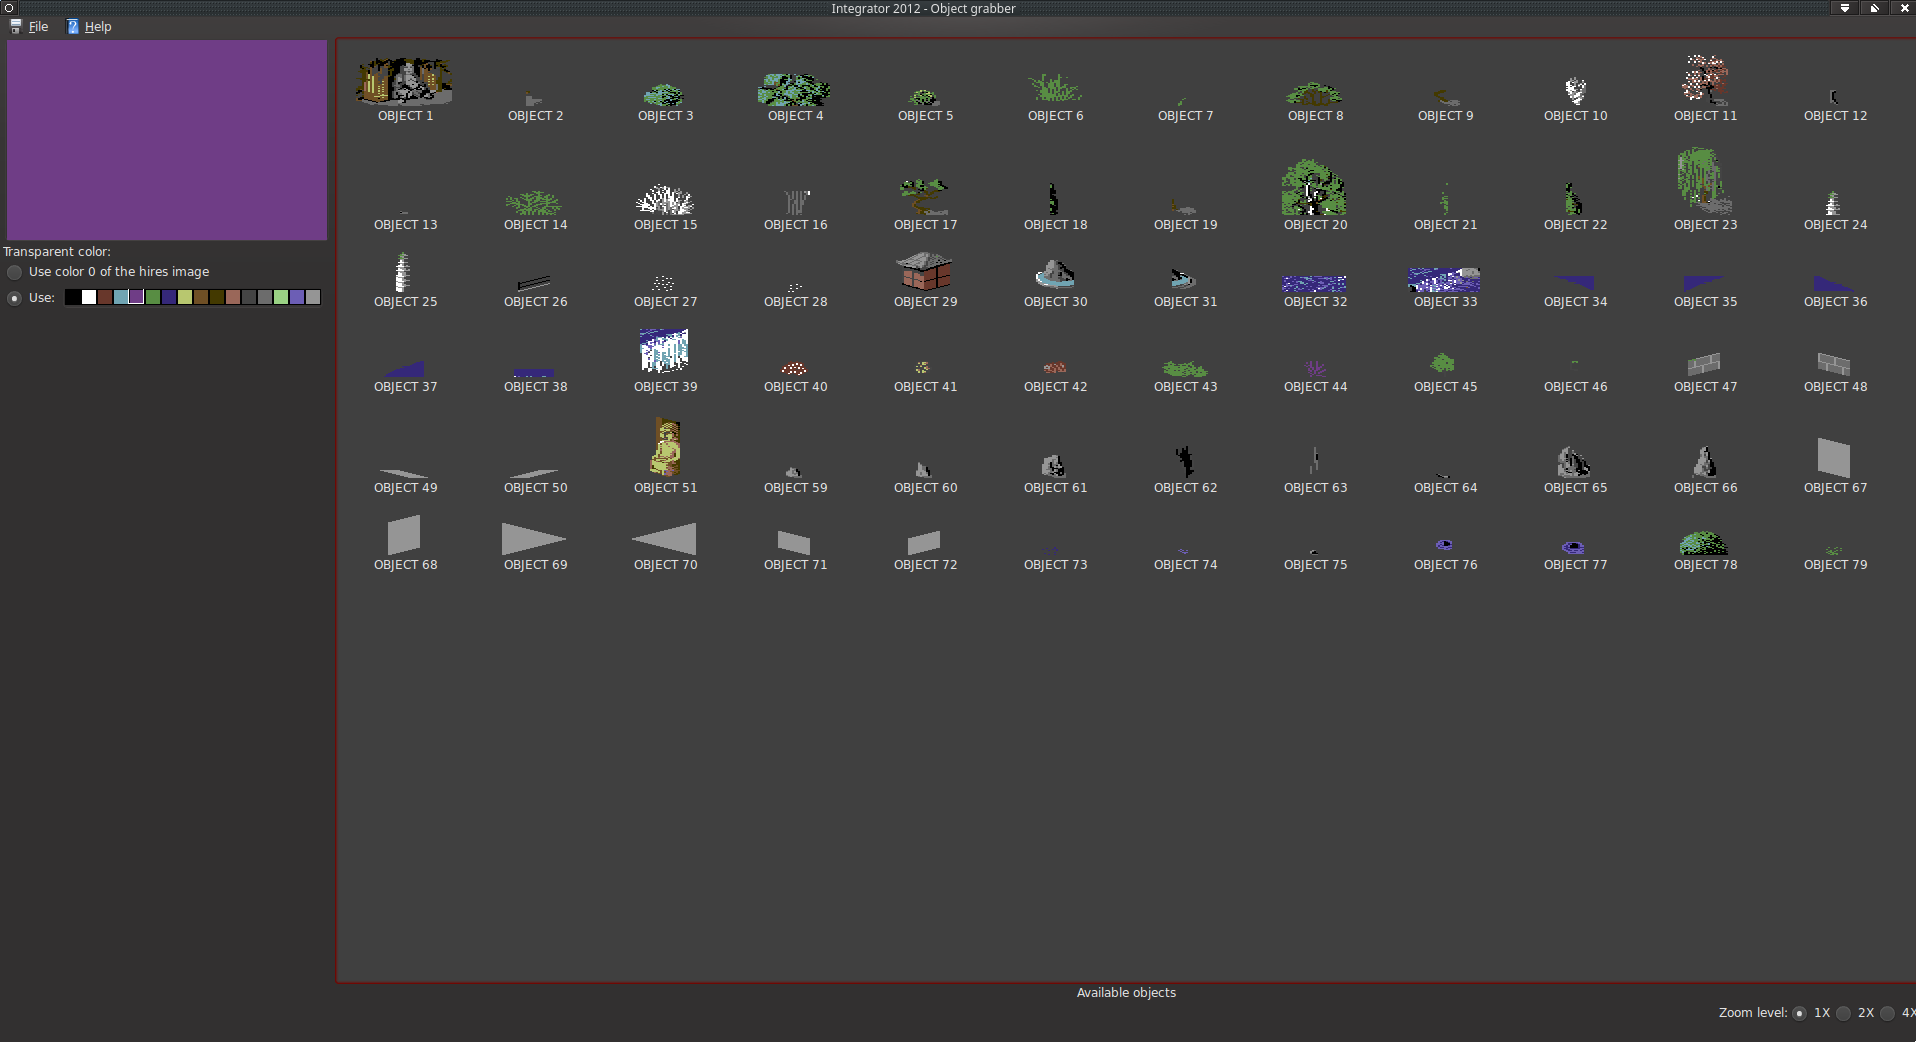 Integrator 2012 - Object grabber
File Help
OBJECT 1 OBJECT 2 OBJECT 3 OBJECT 4 OBJECT 5 OBJECT 6 OBJECT 7 OBJECT 8 OBJECT 9 OBJECT 10 OBJECT 11 OBJECT 12
OBJECT 13 OBJECT 14 OBJECT 15 OBJECT 16 OBJECT 17 OBJECT 18 OBJECT 19 OBJECT 20 OBJECT 21 OBJECT 22 OBJECT 23 OBJECT 24
Transparent color:
Use color 0 of the hires image
Use:
OBJECT 25 OBJECT 26 OBJECT 27 OBJECT 28 OBJECT 29 OBJECT 30 OBJECT 31 OBJECT 32 OBJECT 33 OBJECT 34 OBJECT 35 OBJECT 36
OBJECT 37 OBJECT 38 OBJECT 39 OBJECT 40 OBJECT 41 OBJECT 42 OBJECT 43 OBJECT 44 OBJECT 45 OBJECT 46 OBJECT 47 OBJECT 48
OBJECT 49 OBJECT 50 OBJECT 51 OBJECT 59 OBJECT 60 OBJECT 61 OBJECT 62 OBJECT 63 OBJECT 64 OBJECT 65 OBJECT 66 OBJECT 67
OBJECT 68 OBJECT 69 OBJECT 70 OBJECT 71 OBJECT 72 OBJECT 73 OBJECT 74 OBJECT 75 OBJECT 76 OBJECT 77 OBJECT 78 OBJECT 79
Available objects
Zoom level: 1X 2X 4X